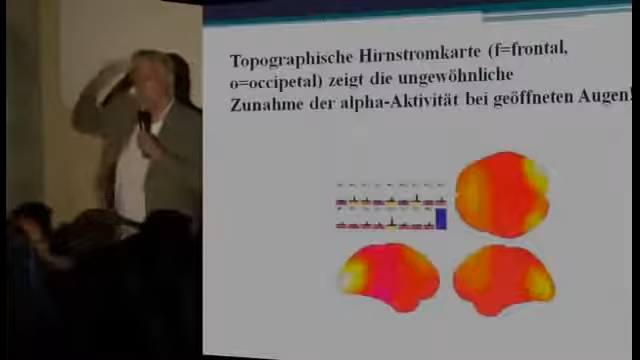 Topographische Hirnstromkarte (f=frontal,
o=occipetal) zeigt die ungewöhnliche
Zunahme der alpha-Aktivität bei geöffneten Augen)